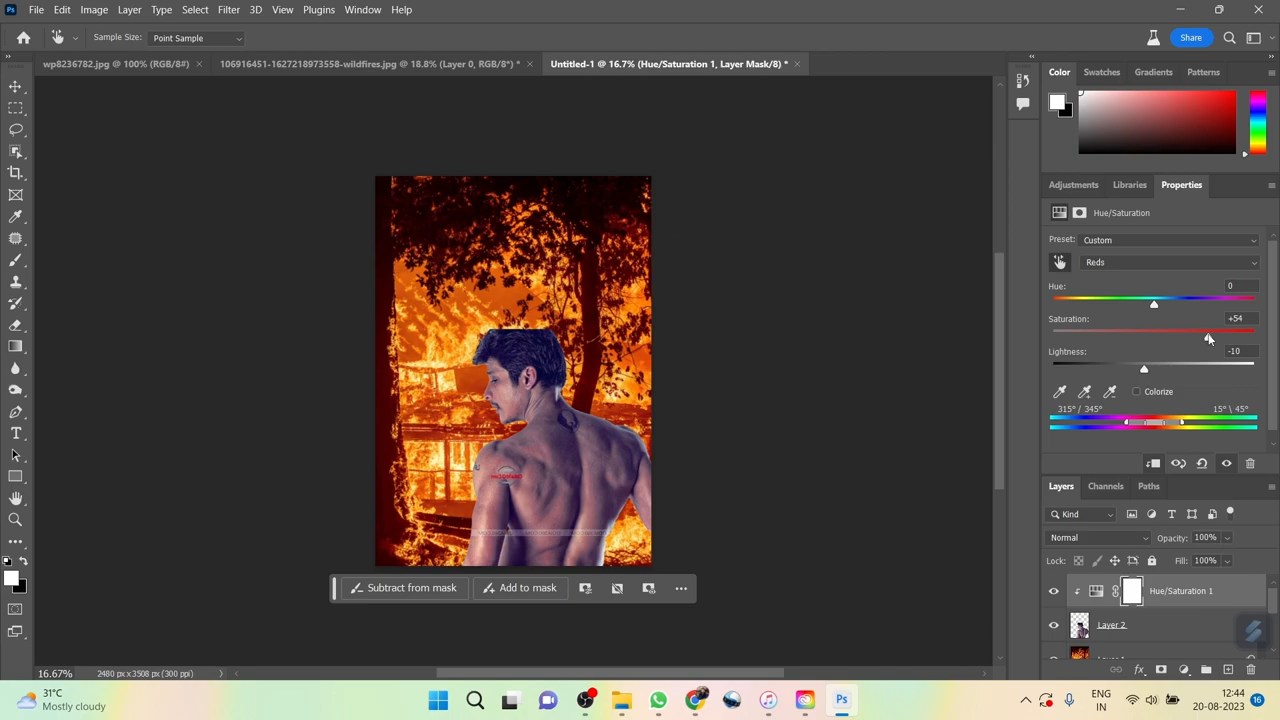 Ps File Edit Image Layer Type Select Filter 3D View Plugins Window Help
Sample Size: Point Sample Share
wp8236782.jpg @ 100% (RGB/8#) × 106916451-1627218973558-wildfires.jpg @ 18.8% (Layer 0, RGB/8*) * × Untitled-1 @ 16.7% (Hue/Saturation 1, Layer Mask/8) * ×
Color Swatches Gradients Patterns
Adjustments Libraries Properties
Hue/Saturation
Preset: Custom
Reds
Hue: 0
Saturation: +54
Lightness: -10
Colorize
315°/ 345° 15°\ 45°
Layers Channels Paths
Kind
Normal Opacity: 100%
Lock: Fill: 100%
Hue/Saturation 1
Layer 2
Subtract from mask Add to mask
16.67% 2480 px x 3508 px (300 ppi)
31°C
Mostly cloudy
ENG
IN
12:44
20-08-2023
16